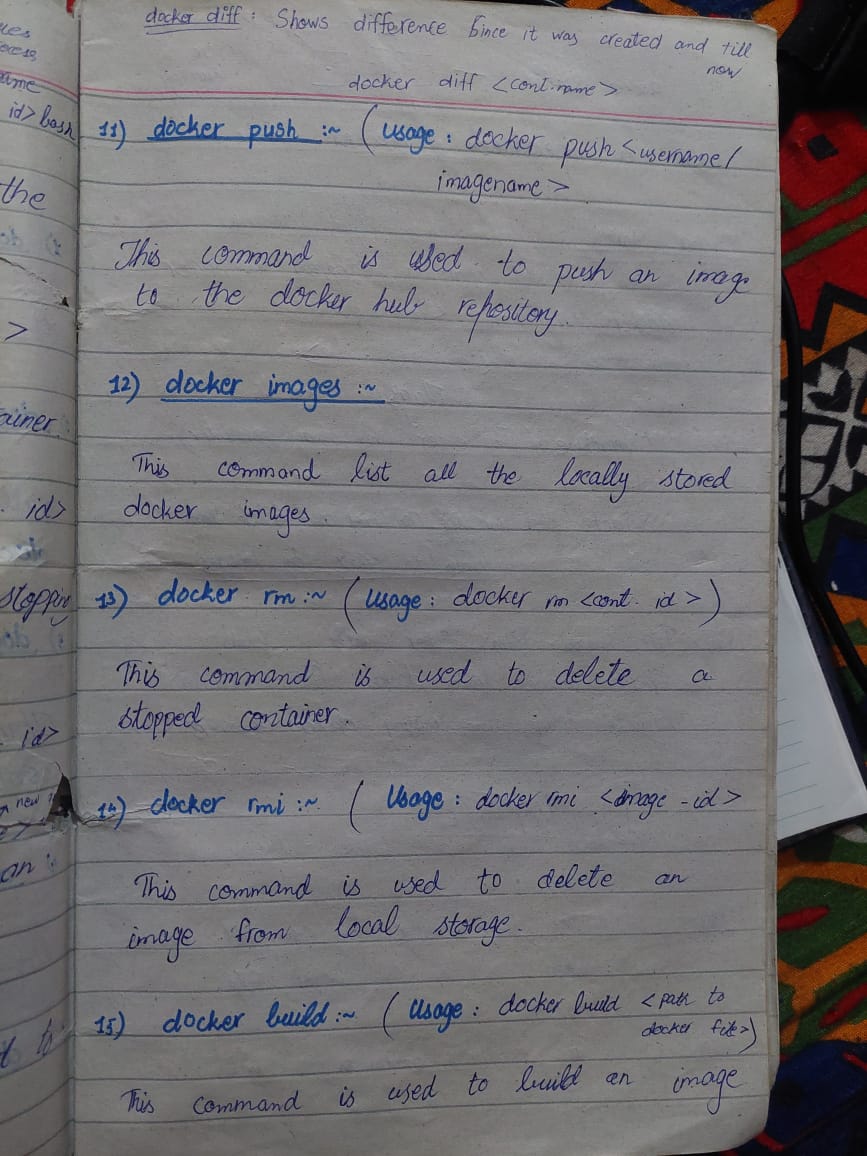 docker diff : Shows difference since it was created and till
now
docker diff <cont.name>
11) docker push :~ ( Usage : docker push <username/
imagename>
This command is used to push an image
to the docker hub repository.
12) docker images :~
This command list all the locally stored
docker images.
13) docker rm :~ ( Usage : docker rm <cont. id> )
This command is used to delete a
stopped container.
14) docker rmi :~ ( Usage : docker rmi <image-id>
This command is used to delete an
image from local storage.
15) docker build :~ ( Usage : docker build <path to
docker file>)
This command is used to build an image
id> bash
the
>
id>
stopping
id>
new
an